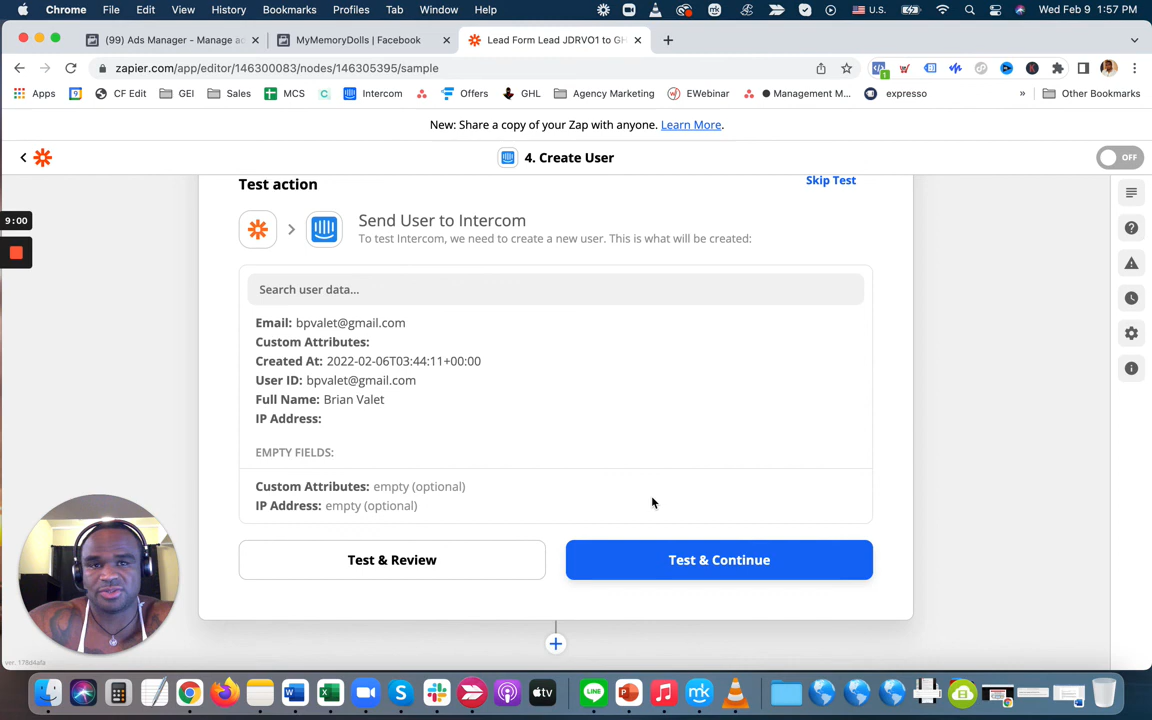 Chrome File Edit View History Bookmarks Profiles Tab Window Help U.S. Wed Feb 9 1:57 PM
(99) Ads Manager - Manage ad
MyMemoryDolls | Facebook
Lead Form Lead JDRVO1 to GH
zapier.com/app/editor/146300083/nodes/146305395/sample
Apps CF Edit GEI Sales MCS Intercom Offers GHL Agency Marketing EWebinar Management M... expresso » Other Bookmarks
New: Share a copy of your Zap with anyone. Learn More.
4. Create User
OFF
Test action
Skip Test
9:00
Send User to Intercom
To test Intercom, we need to create a new user. This is what will be created:
Search user data...
Email: bpvalet@gmail.com
Custom Attributes:
Created At: 2022-02-06T03:44:11+00:00
User ID: bpvalet@gmail.com
Full Name: Brian Valet
IP Address:
EMPTY FIELDS:
Custom Attributes: empty (optional)
IP Address: empty (optional)
Test & Review
Test & Continue
ver. 178d4afa